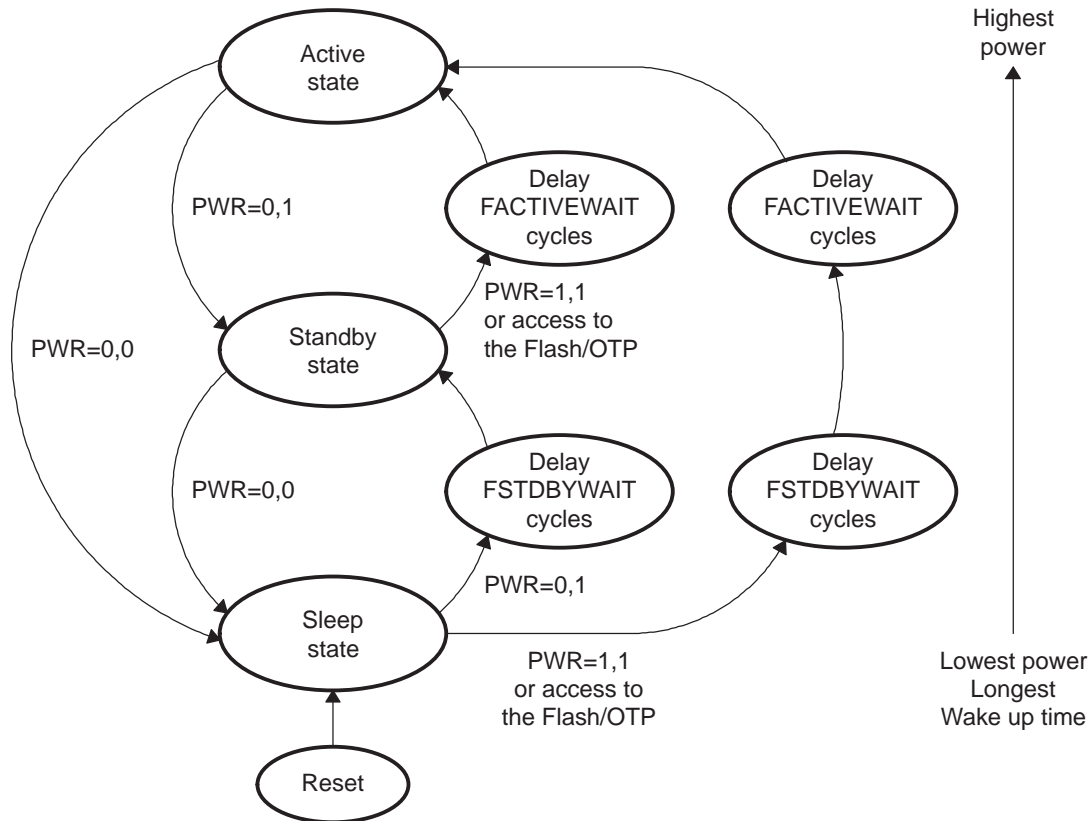 Highest
power
Active
state
Delay
FACTIVEWAIT
cycles
Delay
FACTIVEWAIT
cycles
PWR=0,1
PWR=1,1
or access to
the Flash/OTP
PWR=0,0
Standby
state
Delay
FSTDBYWAIT
cycles
Delay
FSTDBYWAIT
cycles
PWR=0,0
PWR=0,1
Sleep
state
PWR=1,1
or access to
the Flash/OTP
Lowest power
Longest
Wake up time
Reset